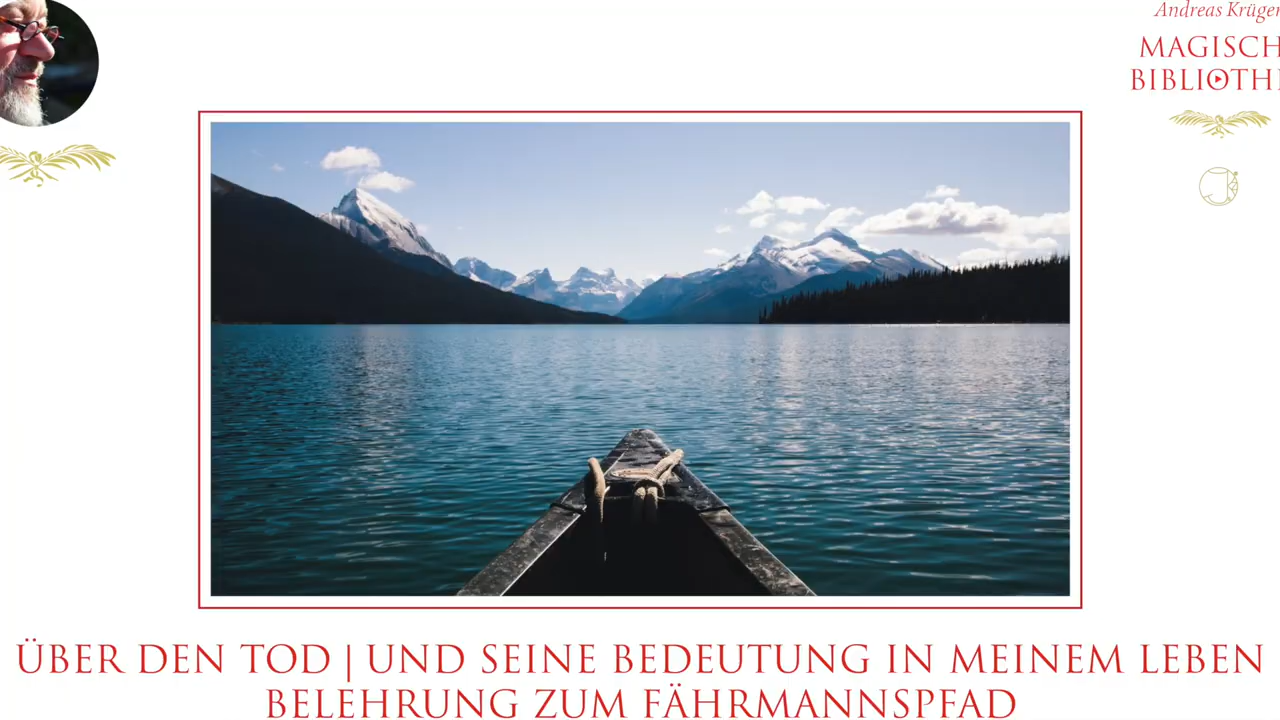 Andreas Krüger
MAGISCH
BIBLIOTH
ÜBER DEN TOD | UND SEINE BEDEUTUNG IN MEINEM LEBEN
BELEHRUNG ZUM FÄHRMANNSPFAD